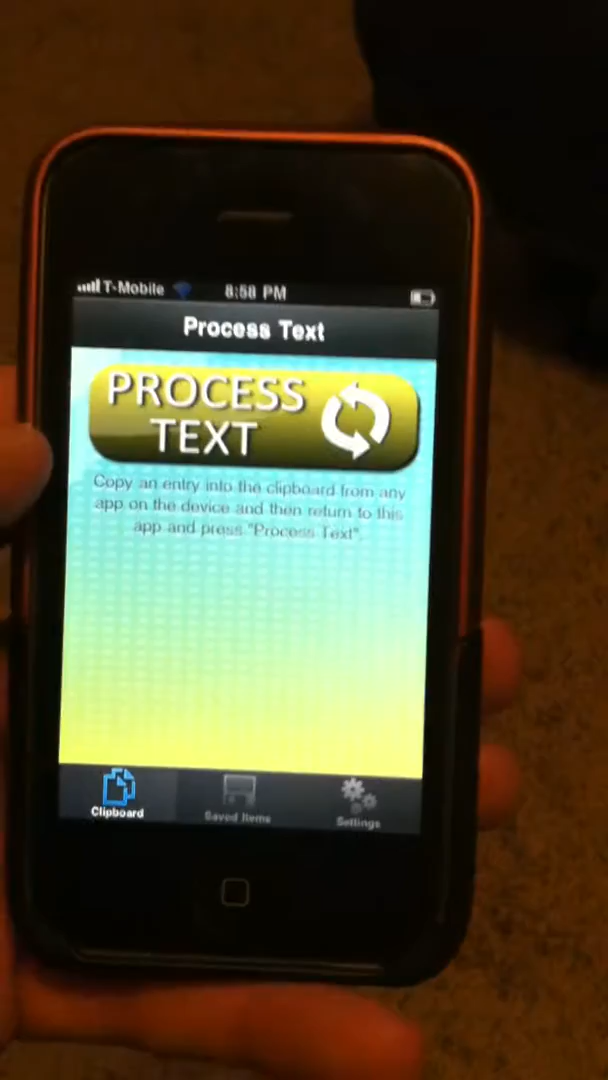 T-Mobile 8:58 PM
Process Text
PROCESS
TEXT
Copy an entry into the clipboard from any
app on the device and then return to this
app and press "Process Text".
Clipboard Saved Items Settings